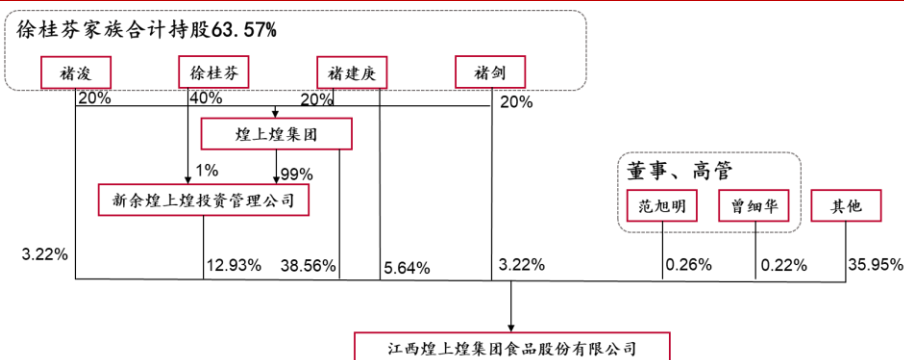 徐桂芬家族合计持股63.57%
褚浚
徐桂芬
褚建庚
褚剑
20%
40%
20%
20%
煌上煌集团
1%
99%
董事、高管
新余煌上煌投资管理公司
范旭明
曾细华
其他
3.22%
12.93%
38.56%
5.64%
3.22%
0.26%
0.22%
35.95%
江西煌上煌集团食品股份有限公司